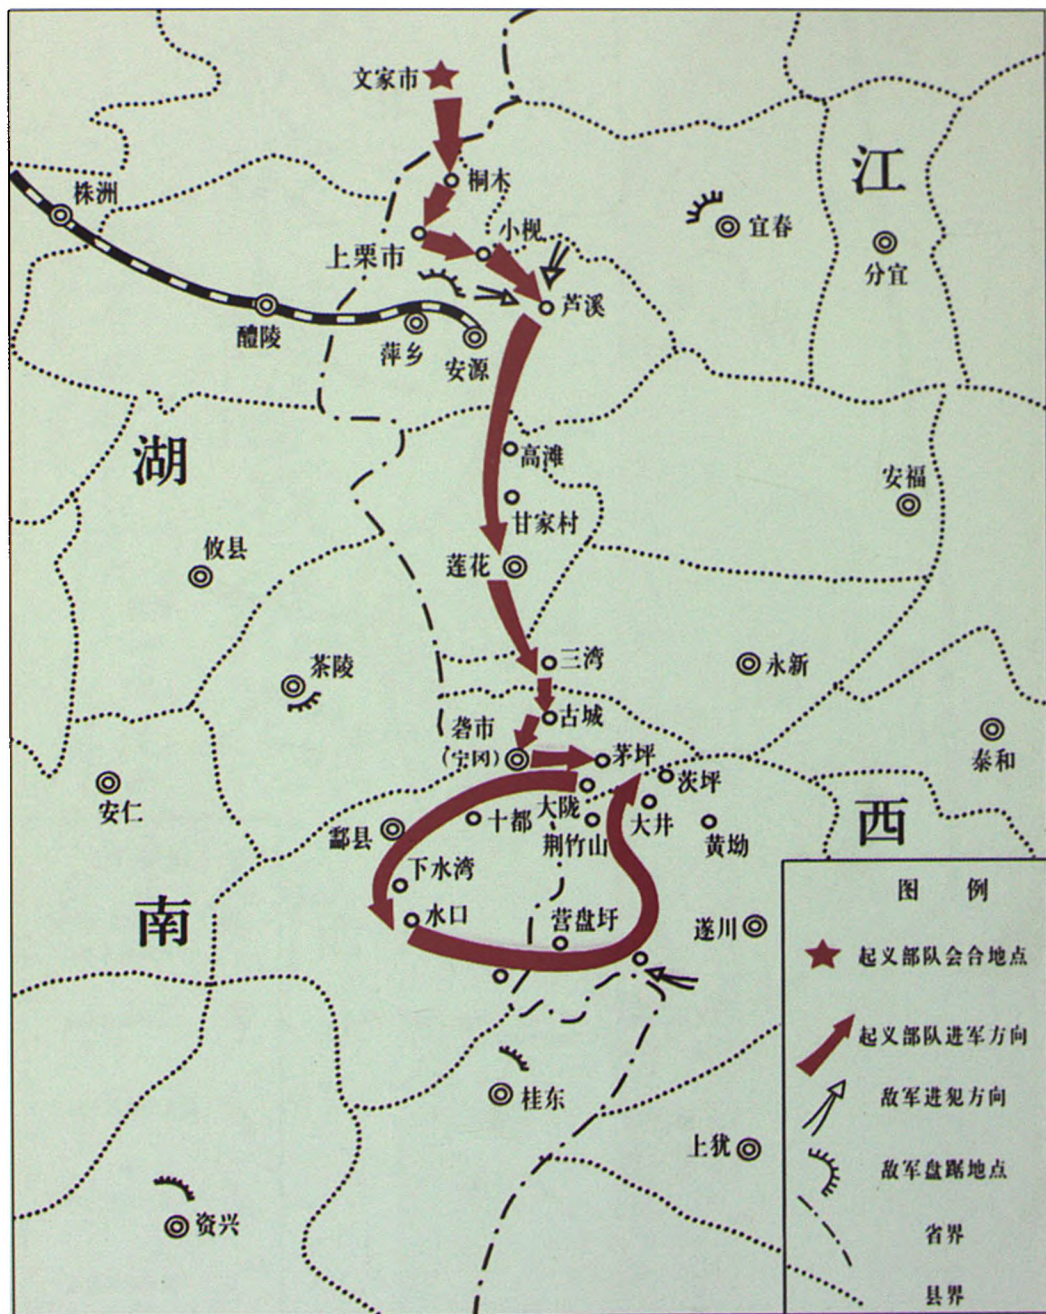 文家市
江
桐木
株洲
小枧
宜春
上栗市
分宜
芦溪
醴陵
萍乡
安源
湖
高滩
安福
甘家村
攸县
莲花
三湾
永新
茶陵
古城
砻市
(宁冈)
茅坪
泰和
茨坪
安仁
大陇
十都
大井
西
酃县
荆竹山
黄坳
下水湾
南
水口
营盘圩
遂川
桂东
上犹
资兴
图 例
起义部队会合地点
起义部队进军方向
敌军进犯方向
敌军盘踞地点
省界
县界